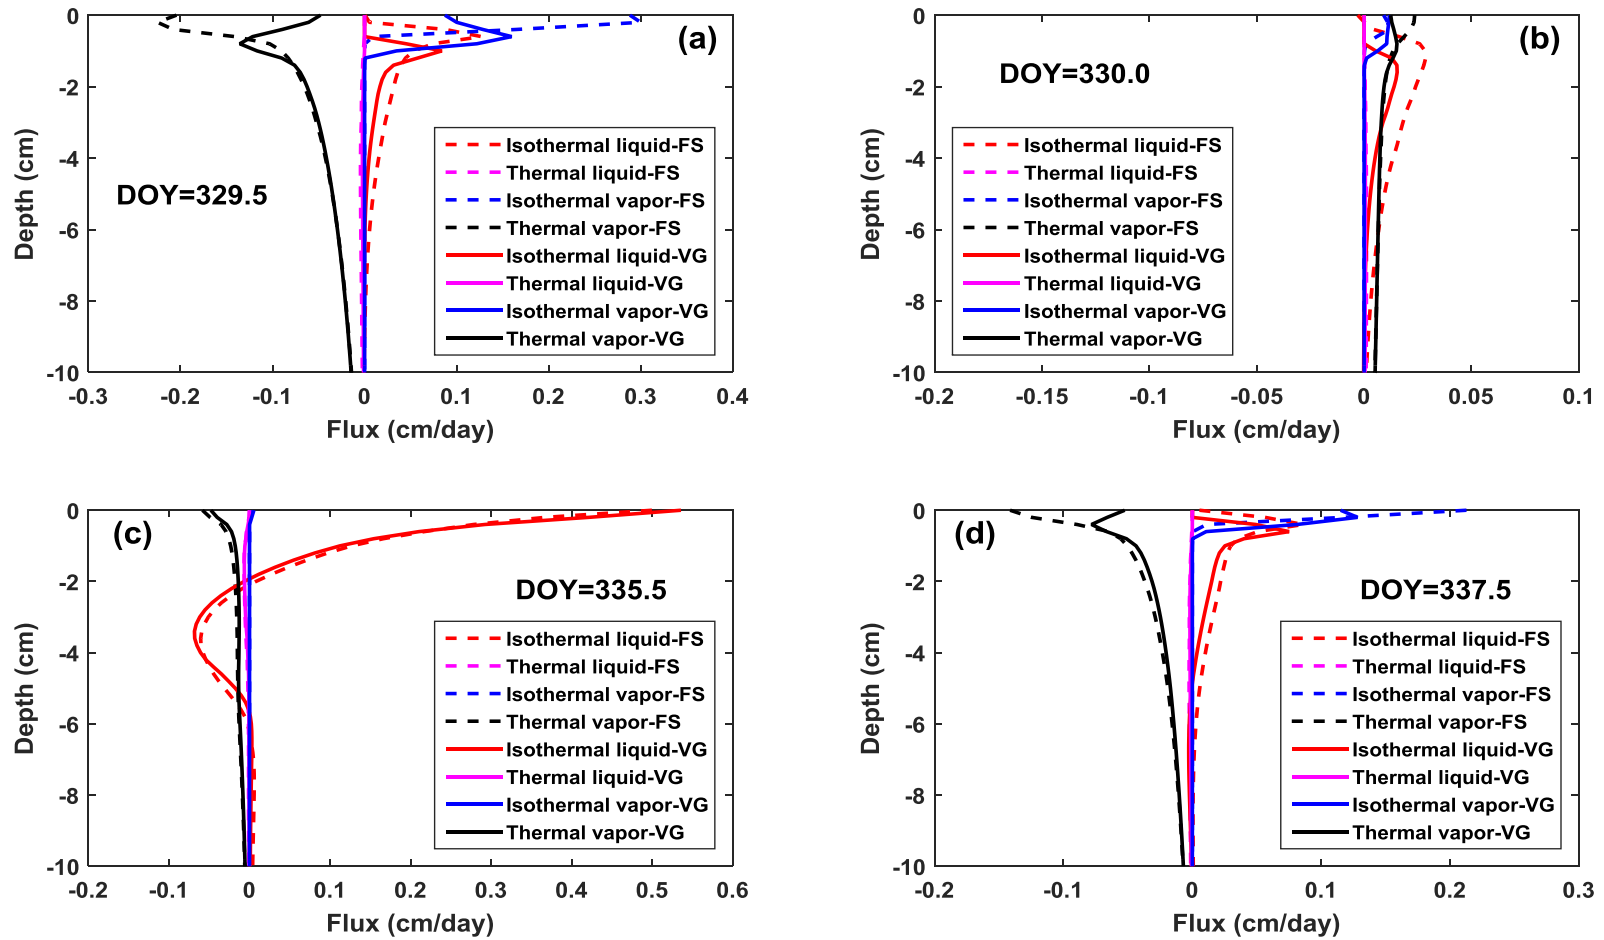 (a)
DOY=329.5
Depth (cm)
0
-2
-4
-6
-8
-10
Isothermal liquid-FS
Thermal liquid-FS
Isothermal vapor-FS
Thermal vapor-FS
Isothermal liquid-VG
Thermal liquid-VG
Isothermal vapor-VG
Thermal vapor-VG
-0.3 -0.2 -0.1 0 0.1 0.2 0.3 0.4
Flux (cm/day)
(b)
DOY=330.0
Depth (cm)
0
-2
-4
-6
-8
-10
Isothermal liquid-FS
Thermal liquid-FS
Isothermal vapor-FS
Thermal vapor-FS
Isothermal liquid-VG
Thermal liquid-VG
Isothermal vapor-VG
Thermal vapor-VG
-0.2 -0.15 -0.1 -0.05 0 0.05 0.1
Flux (cm/day)
(c)
DOY=335.5
Depth (cm)
0
-2
-4
-6
-8
-10
Isothermal liquid-FS
Thermal liquid-FS
Isothermal vapor-FS
Thermal vapor-FS
Isothermal liquid-VG
Thermal liquid-VG
Isothermal vapor-VG
Thermal vapor-VG
-0.2 -0.1 0 0.1 0.2 0.3 0.4 0.5 0.6
Flux (cm/day)
(d)
DOY=337.5
Depth (cm)
0
-2
-4
-6
-8
-10
Isothermal liquid-FS
Thermal liquid-FS
Isothermal vapor-FS
Thermal vapor-FS
Isothermal liquid-VG
Thermal liquid-VG
Isothermal vapor-VG
Thermal vapor-VG
-0.2 -0.1 0 0.1 0.2 0.3
Flux (cm/day)